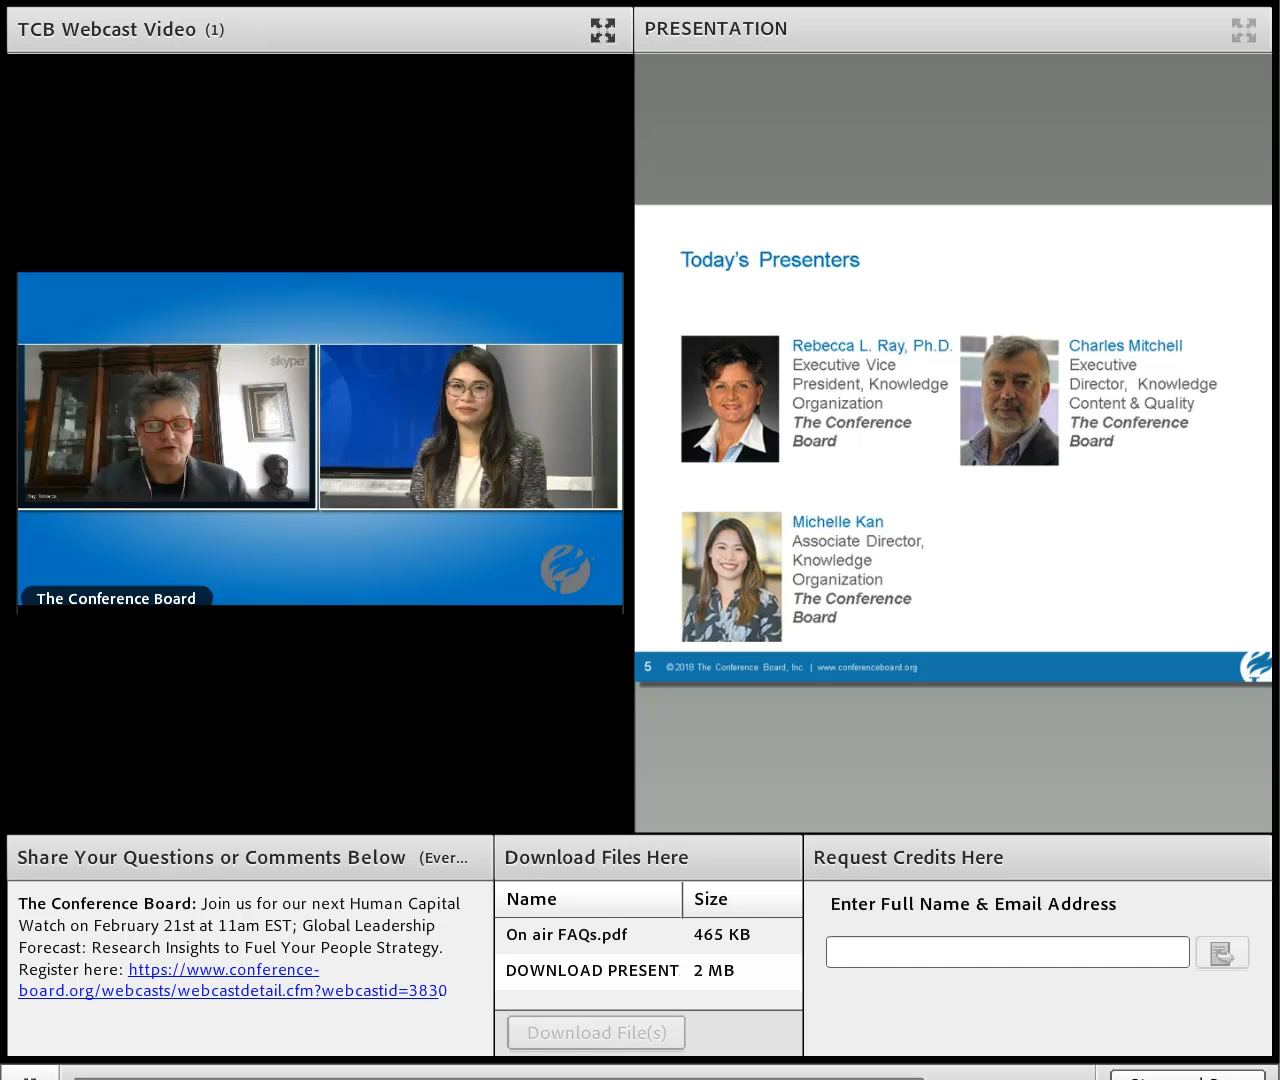 TCB Webcast Video (1)
PRESENTATION
skype
The Conference Board
Today's Presenters
Rebecca L. Ray, Ph.D.
Executive Vice
President, Knowledge
Organization
The Conference
Board
Charles Mitchell
Executive
Director, Knowledge
Content & Quality
The Conference
Board
Michelle Kan
Associate Director,
Knowledge
Organization
The Conference
Board
5 ©2018 The Conference Board, Inc. | www.conferenceboard.org
Share Your Questions or Comments Below (Ever...
The Conference Board: Join us for our next Human Capital
Watch on February 21st at 11am EST; Global Leadership
Forecast: Research Insights to Fuel Your People Strategy.
Register here: https://www.conference-
board.org/webcasts/webcastdetail.cfm?webcastid=3830
Download Files Here
Name Size
On air FAQs.pdf 465 KB
DOWNLOAD PRESENT 2 MB
Download File(s)
Request Credits Here
Enter Full Name & Email Address